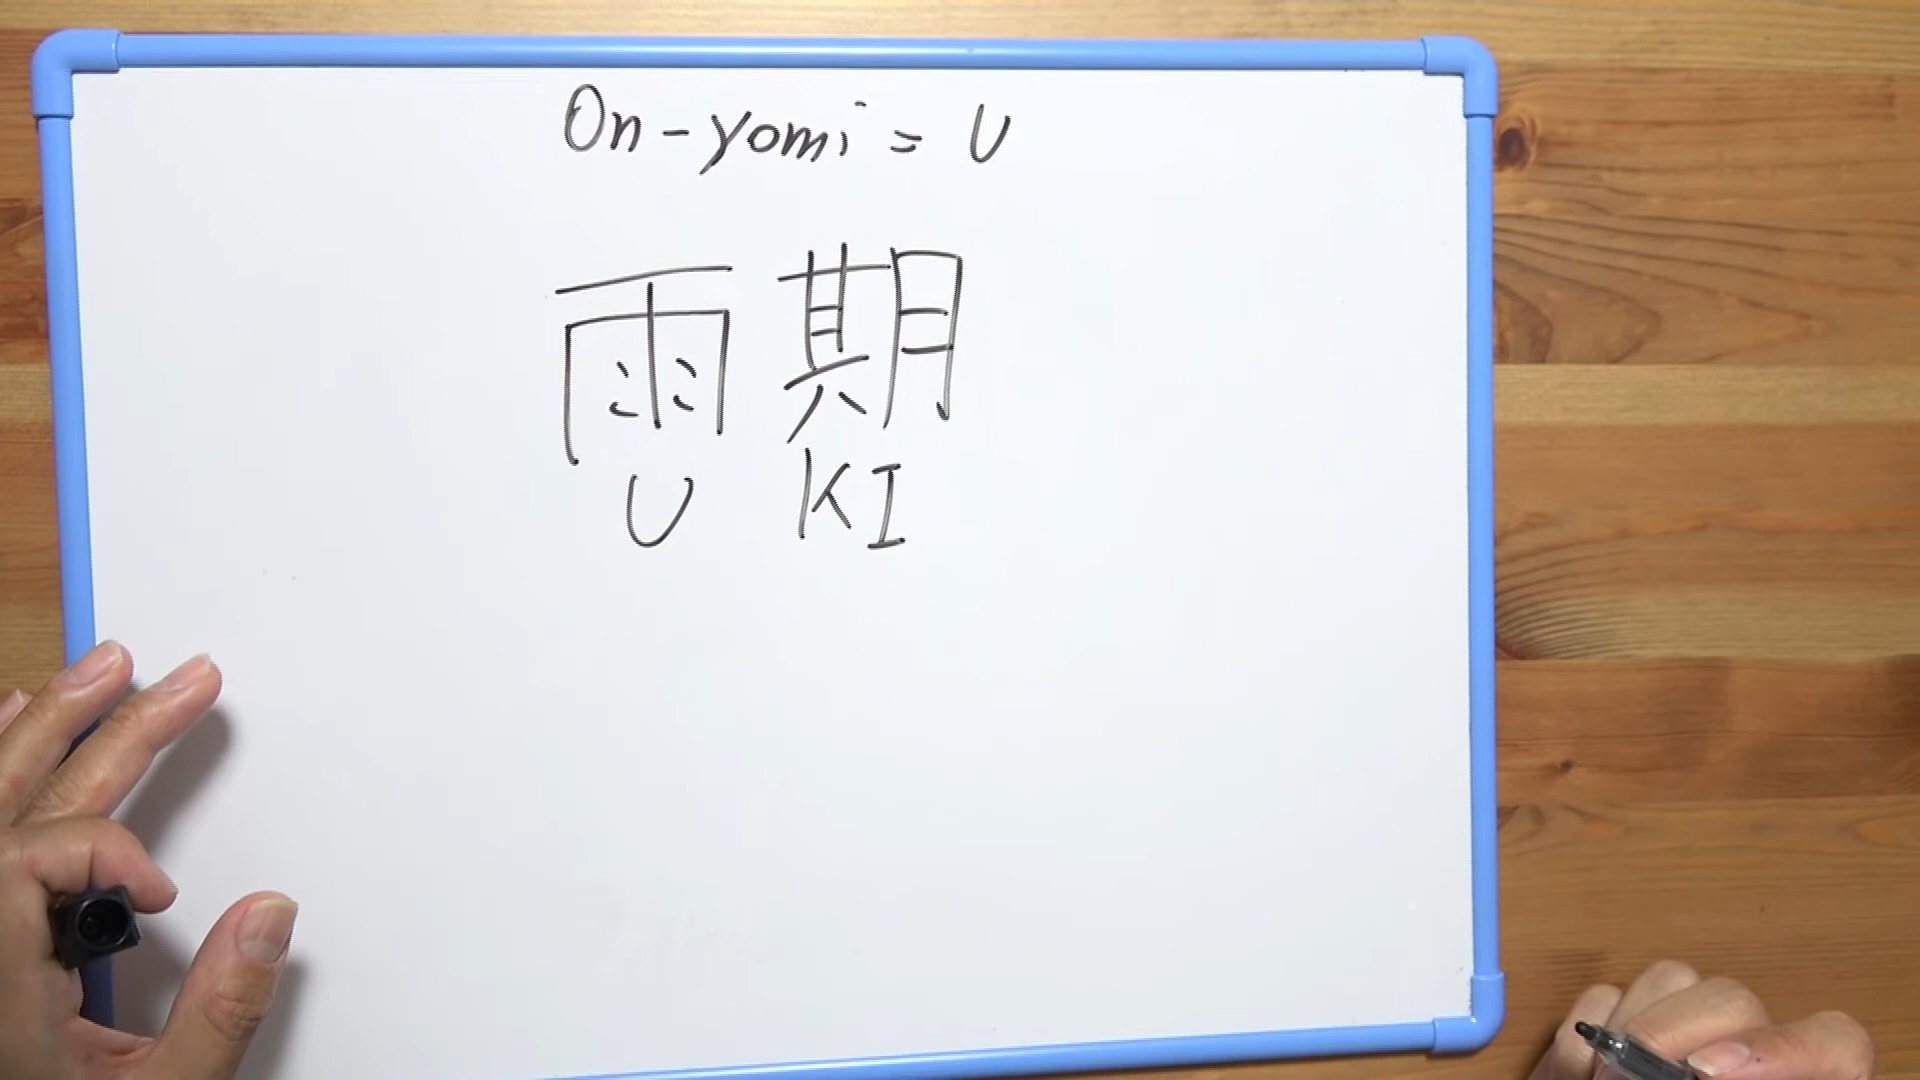 On-yomi = U
雨期
U KI